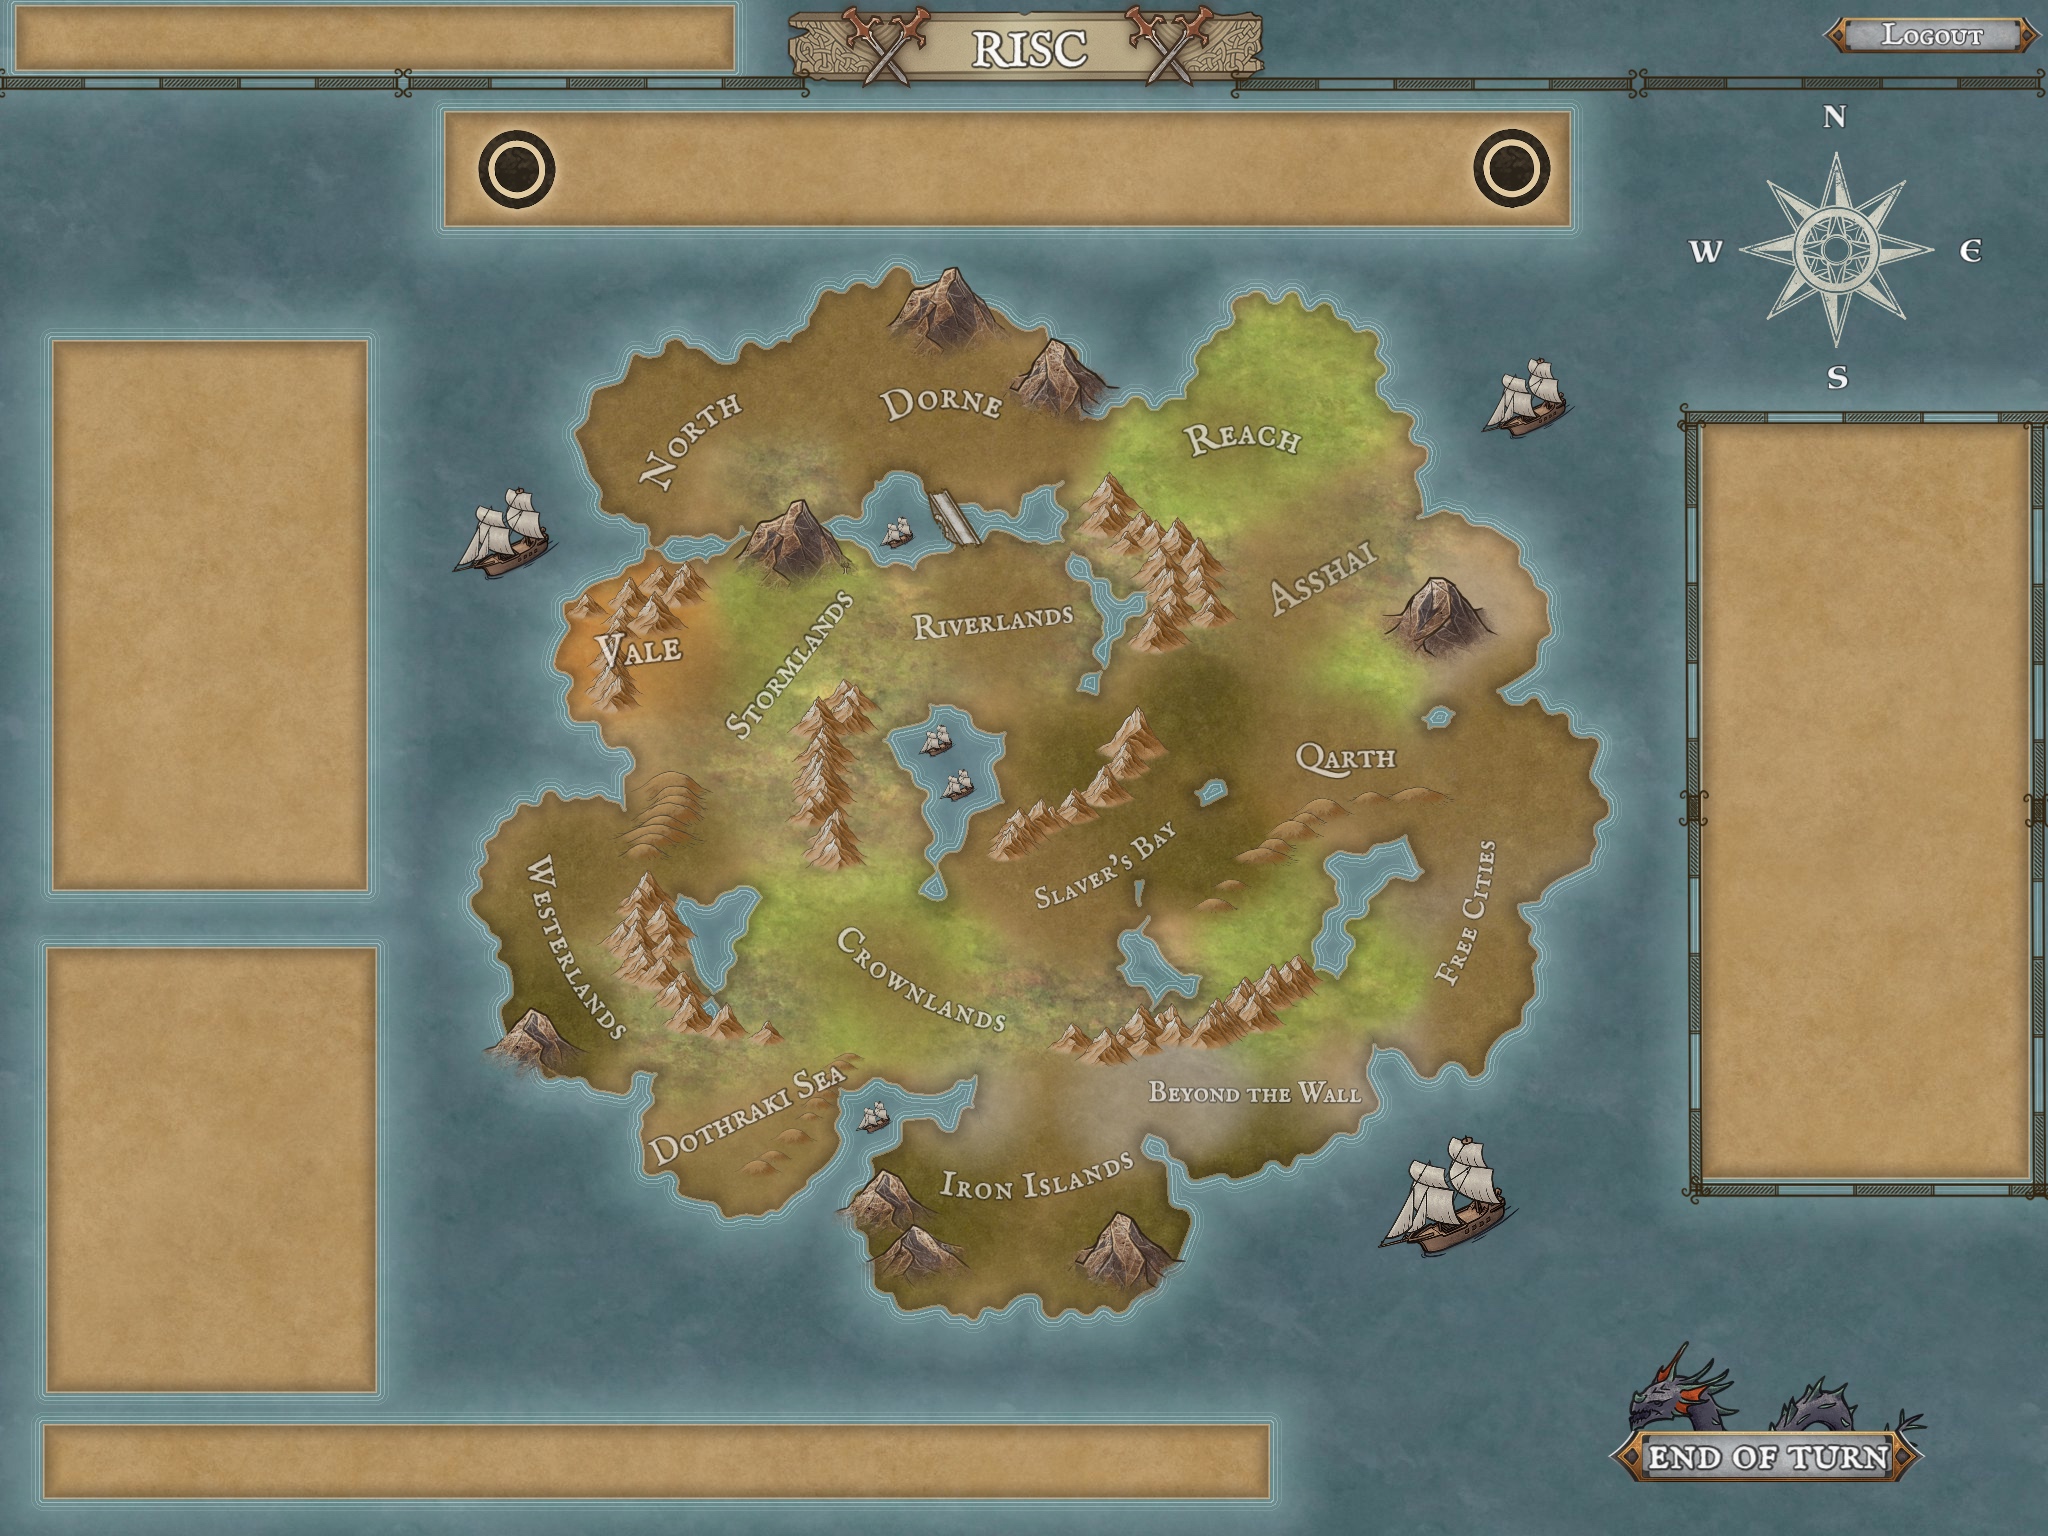 RISC
Logout
N
W
E
S
North
Dorne
Reach
Asshai
Vale
Stormlands
Riverlands
Qarth
Slaver's Bay
Westerlands
Crownlands
Free Cities
Dothraki Sea
Beyond the Wall
Iron Islands
END OF TURN